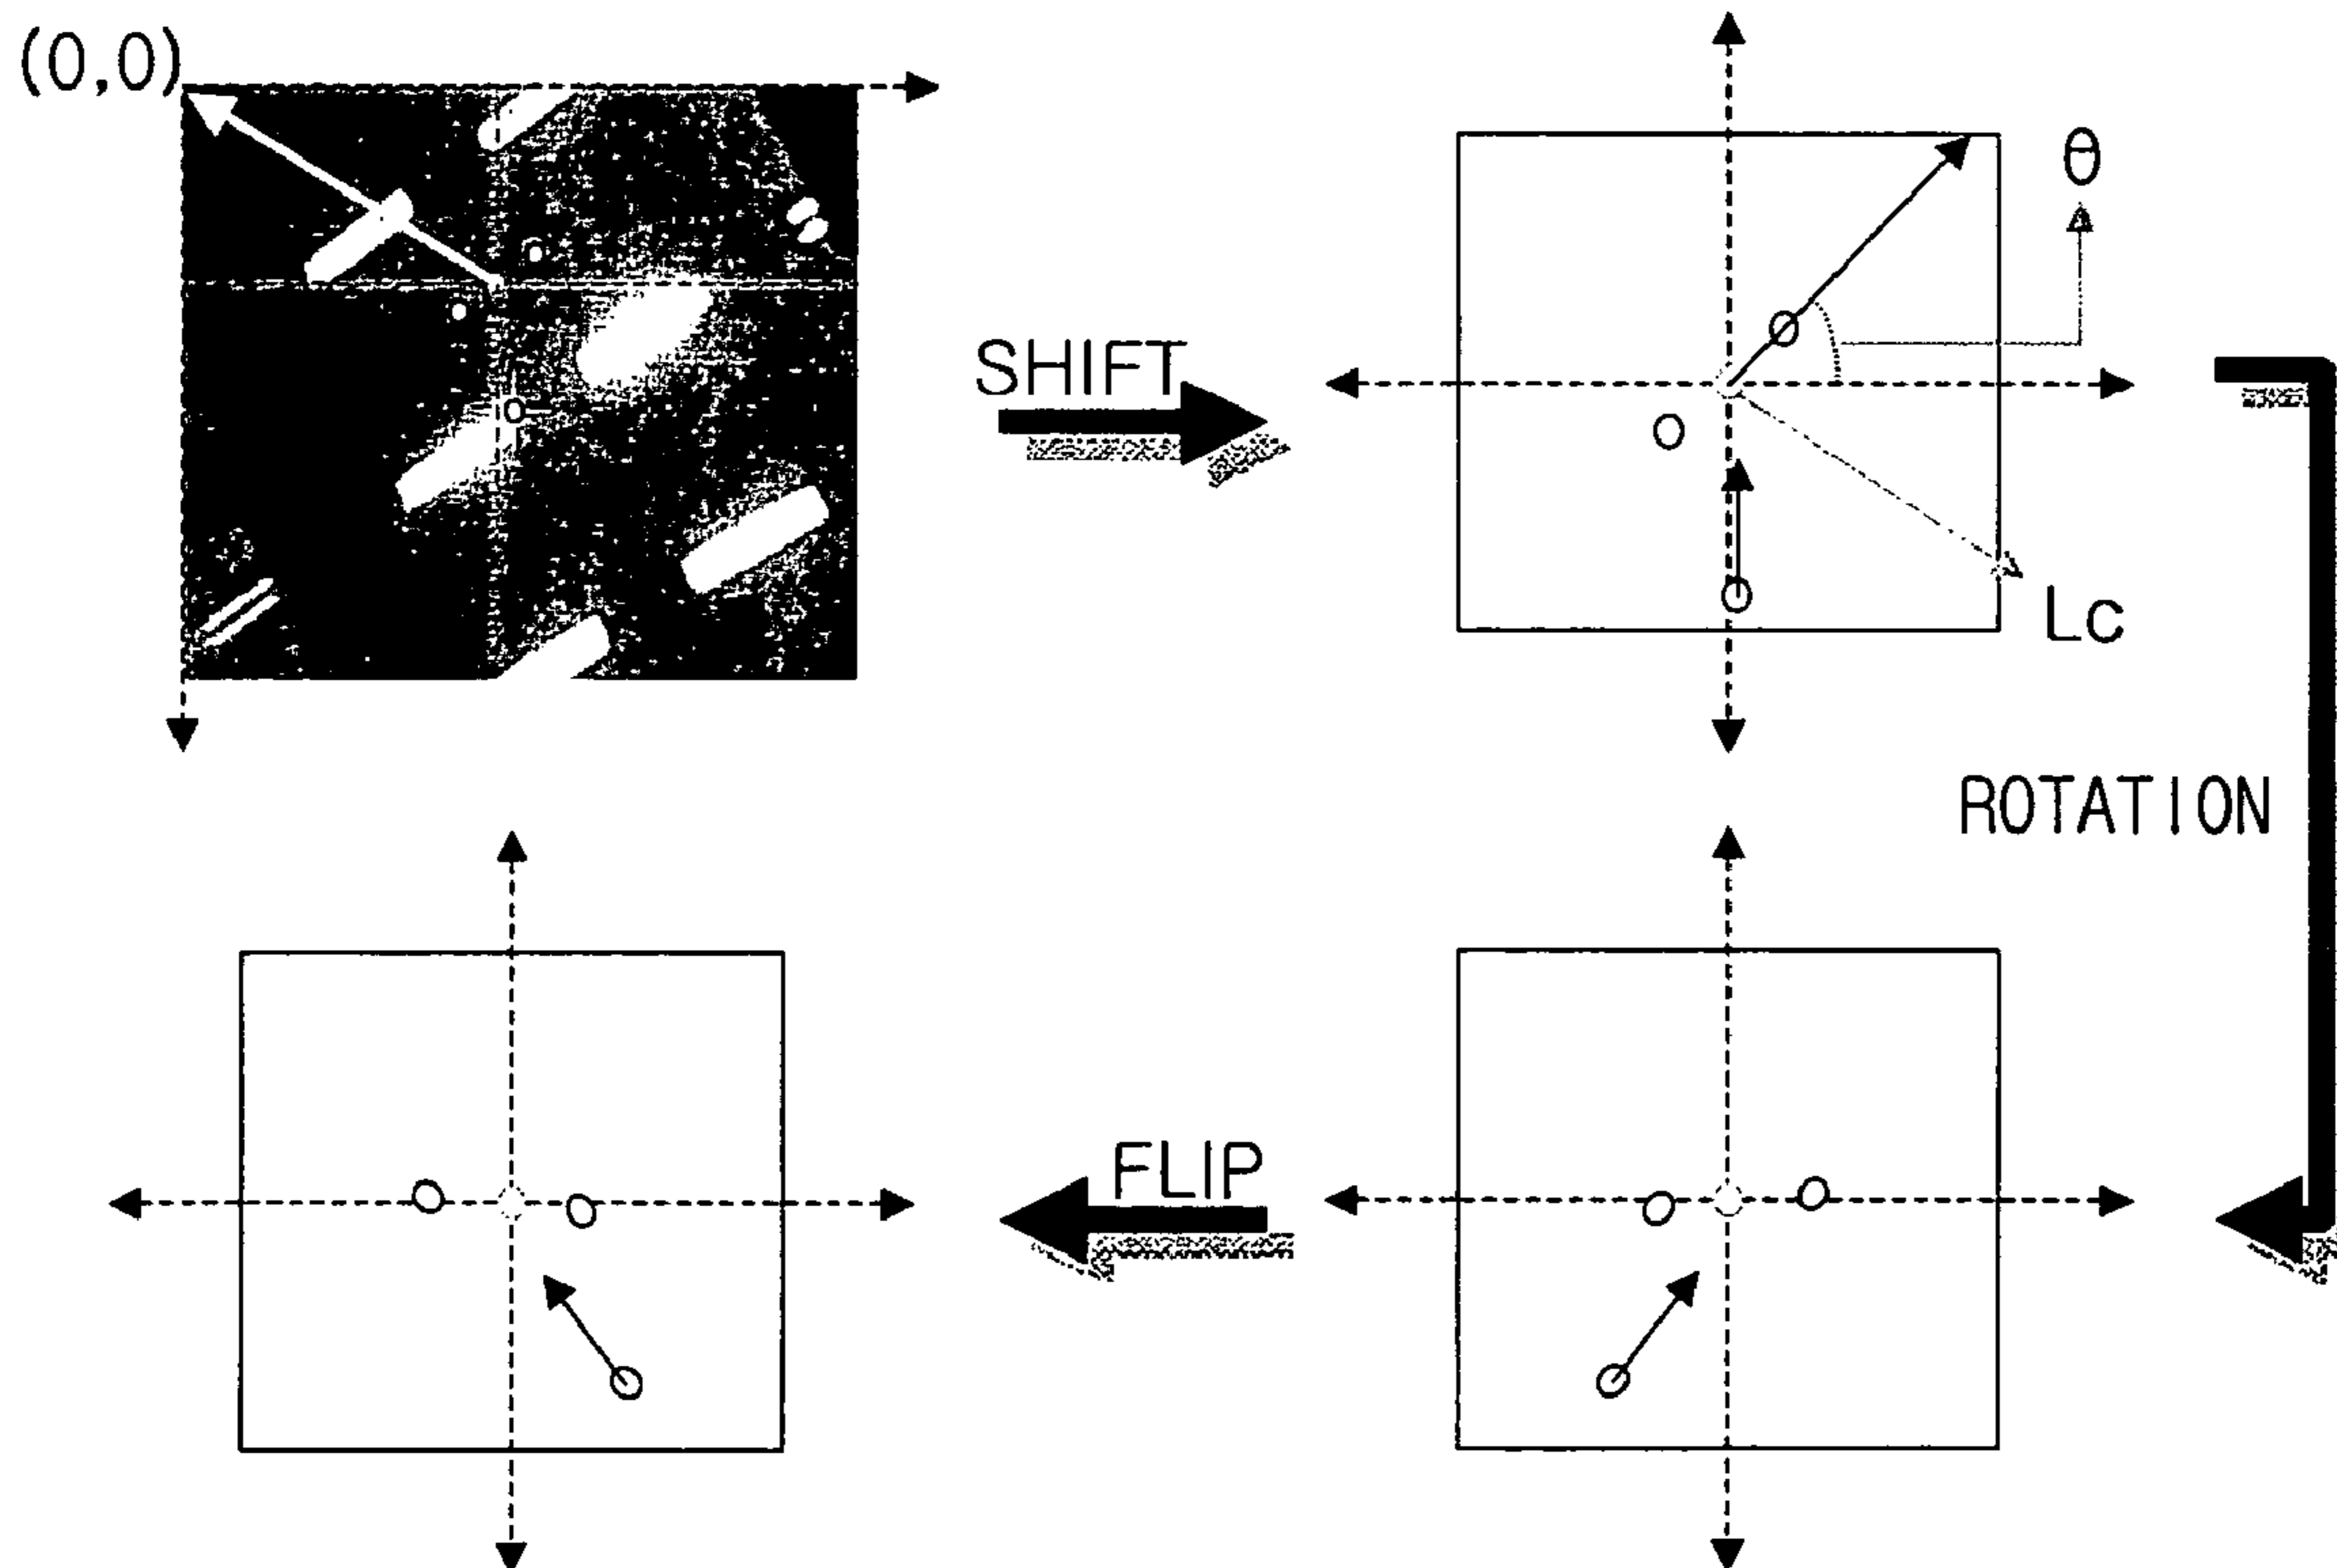 (0,0)
θ
SHIFT
Lc
ROTATION
FLIP